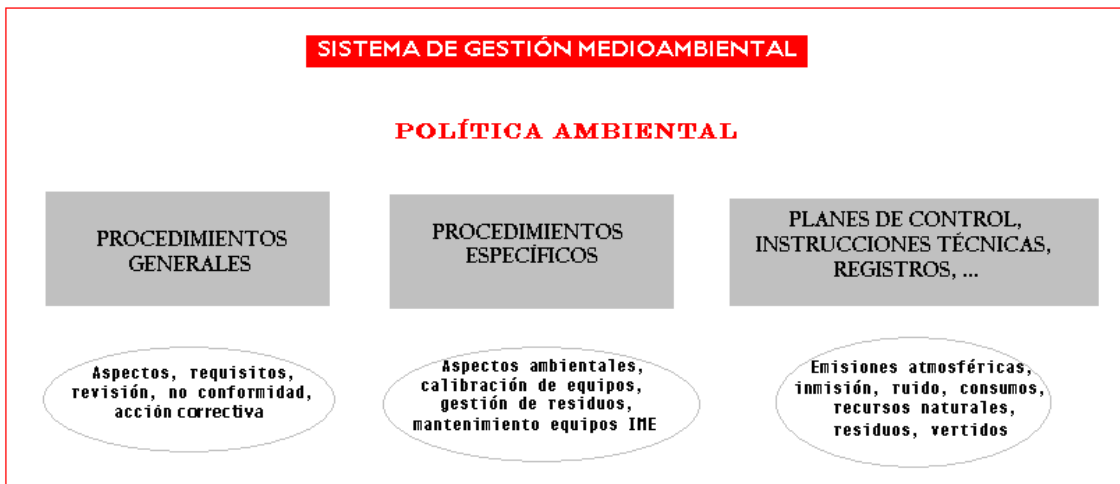 SISTEMA DE GESTIÓN MEDIOAMBIENTAL
POLÍTICA AMBIENTAL
PROCEDIMIENTOS
GENERALES
PROCEDIMIENTOS
ESPECÍFICOS
PLANES DE CONTROL,
INSTRUCCIONES TÉCNICAS,
REGISTROS, ...
Aspectos, requisitos,
revisión, no conformidad,
acción correctiva
Aspectos ambientales,
calibración de equipos,
gestión de residuos,
mantenimiento equipos IME
Emisiones atmosféricas,
inmisión, ruido, consumos,
recursos naturales,
residuos, vertidos